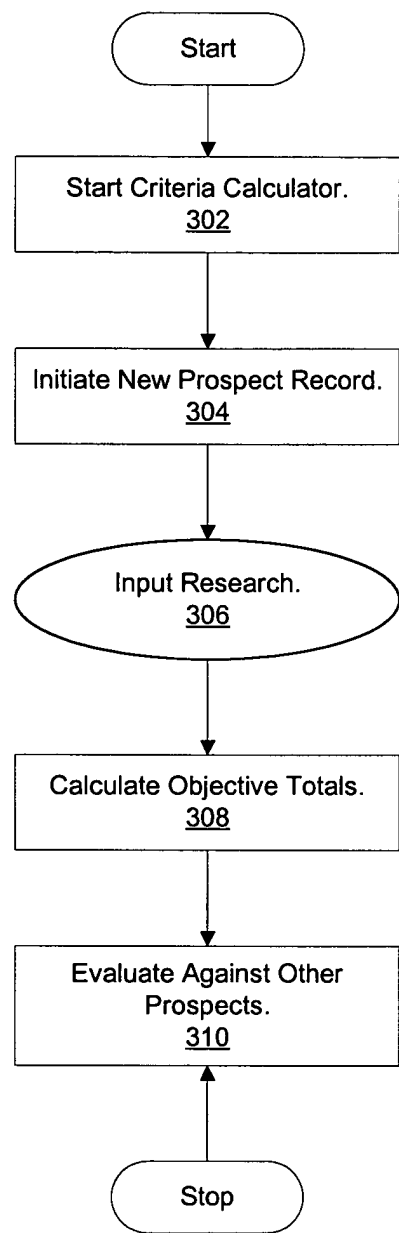 Start
Start Criteria Calculator.
302
Initiate New Prospect Record.
304
Input Research.
306
Calculate Objective Totals.
308
Evaluate Against Other
Prospects.
310
Stop